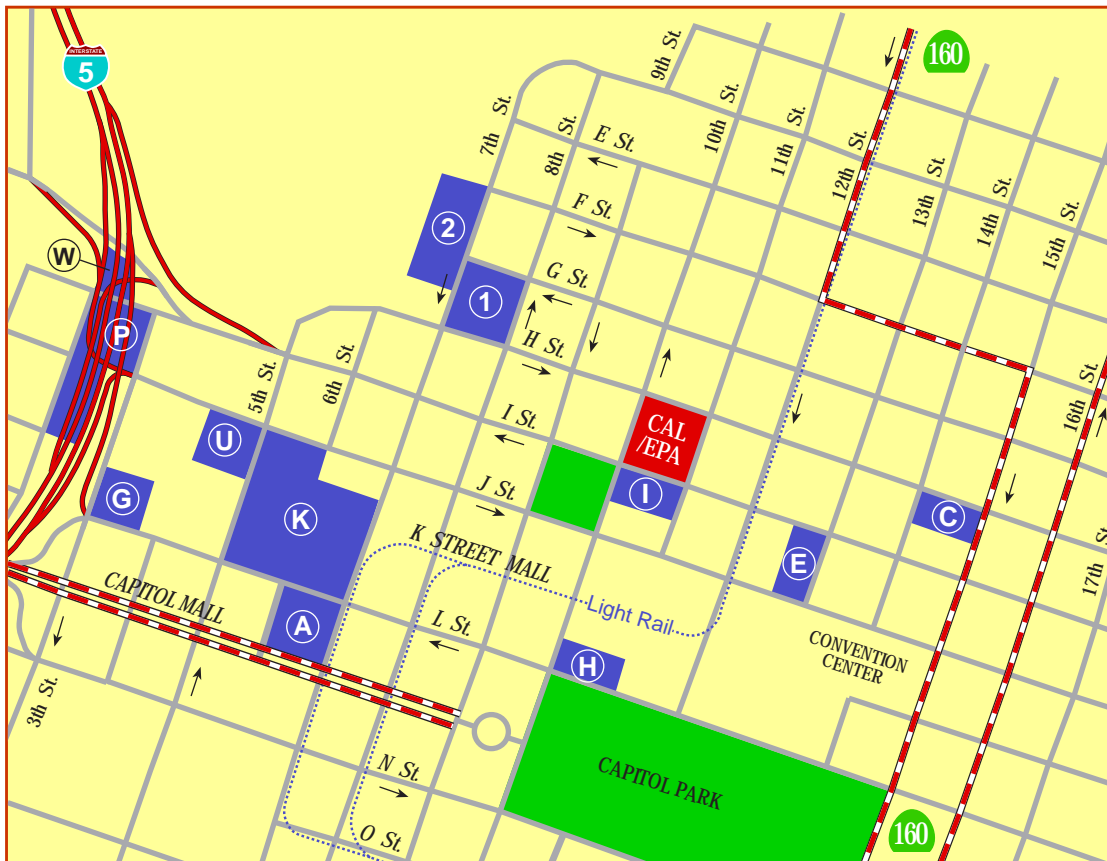 INTERSTATE
5
160
9th St.
7th St.
8th St.
10th St.
11th St.
12th St.
13th St.
14th St.
15th St.
E St.
F St.
G St.
H St.
I St.
J St.
2
1
W
P
5th St.
6th St.
16th St.
17th St.
CAL
/EPA
U
G
K
I
C
E
K STREET MALL
Light Rail
CAPITOL MALL
A
L St.
H
CONVENTION
CENTER
3th St.
N St.
O St.
CAPITOL PARK
160